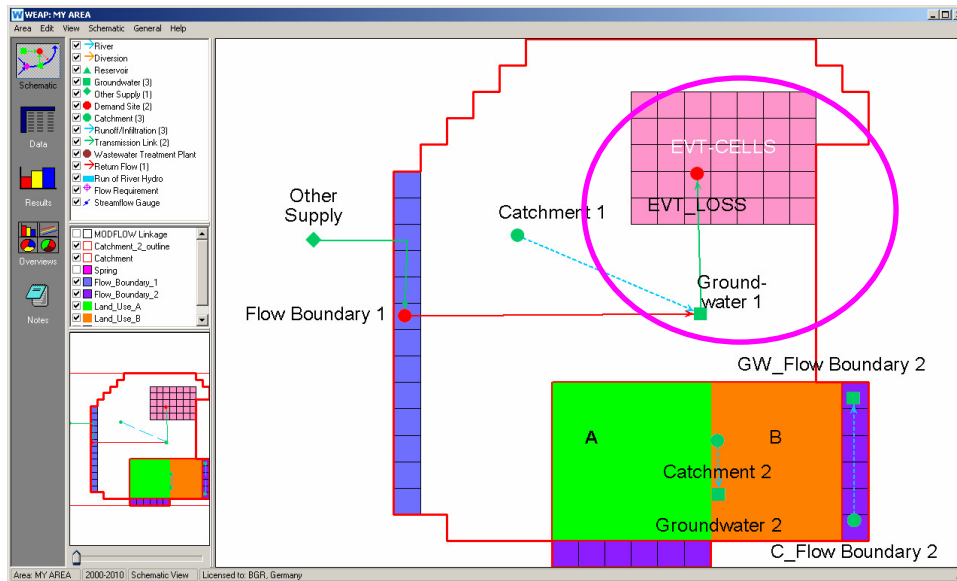 WEAP: MY AREA
Area Edit View Schematic General Help
Schematic
Data
Results
Overviews
Notes
River
Diversion
Reservoir
Groundwater (3)
Other Supply (1)
Demand Site (2)
Catchment (3)
Runoff/Infiltration (3)
Transmission Link (2)
Wastewater Treatment Plant
Return Flow (1)
Run of River Hydro
Flow Requirement
Streamflow Gauge
MODFLOW Linkage
Catchment_2_outline
Catchment
Spring
Flow_Boundary_1
Flow_Boundary_2
Land_Use_A
Land_Use_B
EVT-CELLS
EVT_LOSS
Other
Supply
Catchment 1
Ground-
water 1
Flow Boundary 1
GW_Flow Boundary 2
A
B
Catchment 2
Groundwater 2
C_Flow Boundary 2
Area: MY AREA 2000-2010 Schematic View Licensed to: BGR, Germany